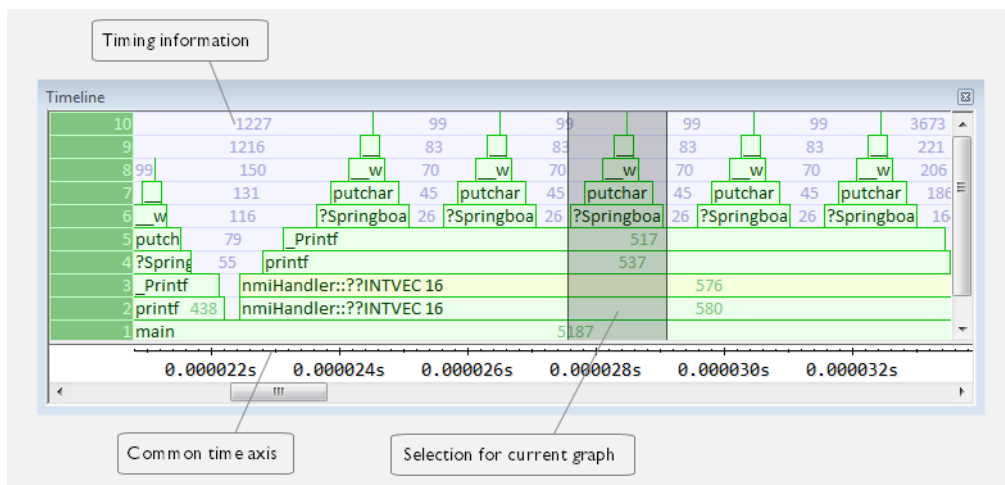 Timing information
Timeline
10 1227 99 99 99 99 3673
9 1216 83 83 83 83 221
8 99 150 __w 70 __w 70 __w 70 __w 70 __w 206
7 131 putchar 45 putchar 45 putchar 45 putchar 45 putchar 186
6 __w 116 ?Springboa 26 ?Springboa 26 ?Springboa 26 ?Springboa 26 ?Springboa 16
5 putch 79 _Printf 517
4 ?Spring 55 printf 537
3 _Printf nmiHandler::??INTVEC 16 576
2 printf 438 nmiHandler::??INTVEC 16 580
1 main 5187
0.000022s 0.000024s 0.000026s 0.000028s 0.000030s 0.000032s
Common time axis
Selection for current graph